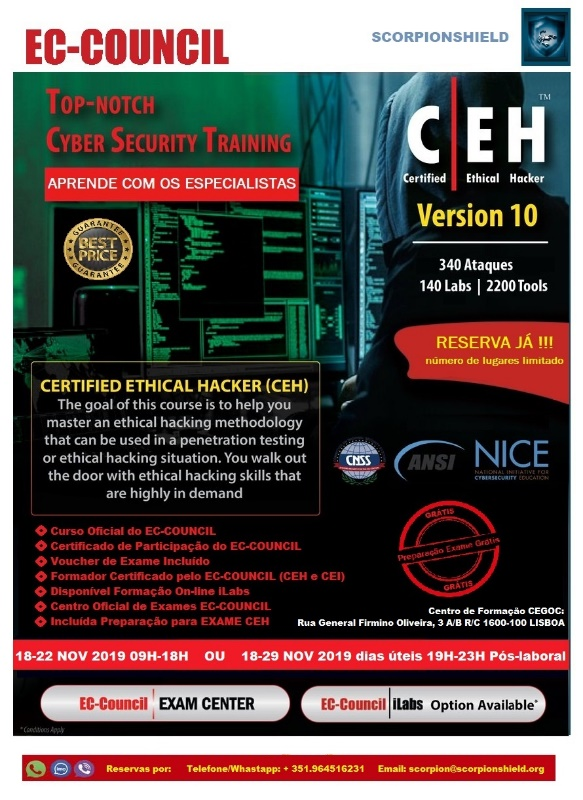 EC-COUNCIL
SCORPIONSHIELD
TOP-NOTCH
CYBER SECURITY TRAINING
APRENDE COM OS ESPECIALISTAS
GUARANTEE
BEST
PRICE
GUARANTEE
C|EH™
Certified Ethical Hacker
Version 10
340 Ataques
140 Labs | 2200 Tools
RESERVA JÁ !!!
número de lugares limitado
CERTIFIED ETHICAL HACKER (CEH)
The goal of this course is to help you
master an ethical hacking methodology
that can be used in a penetration testing
or ethical hacking situation. You walk out
the door with ethical hacking skills that
are highly in demand
CNSS
ANSI
NICE
NATIONAL INITIATIVE FOR
CYBERSECURITY EDUCATION
Curso Oficial do EC-COUNCIL
Certificado de Participação do EC-COUNCIL
Voucher de Exame Incluído
Formador Certificado pelo EC-COUNCIL (CEH e CEI)
Disponível Formação On-line iLabs
Centro Oficial de Exames EC-COUNCIL
Incluída Preparação para EXAME CEH
GRÁTIS
Preparação Exame Grátis
GRÁTIS
Centro de Formação CEGOC:
Rua General Firmino Oliveira, 3 A/B R/C 1600-100 LISBOA
18-22 NOV 2019 09H-18H OU 18-29 NOV 2019 dias úteis 19H-23H Pós-laboral
EC-Council EXAM CENTER
EC-Council iLabs Option Available*
*Conditions Apply
Reservas por: Telefone/Whastapp: + 351.964516231 Email: scorpion@scorpionshield.org